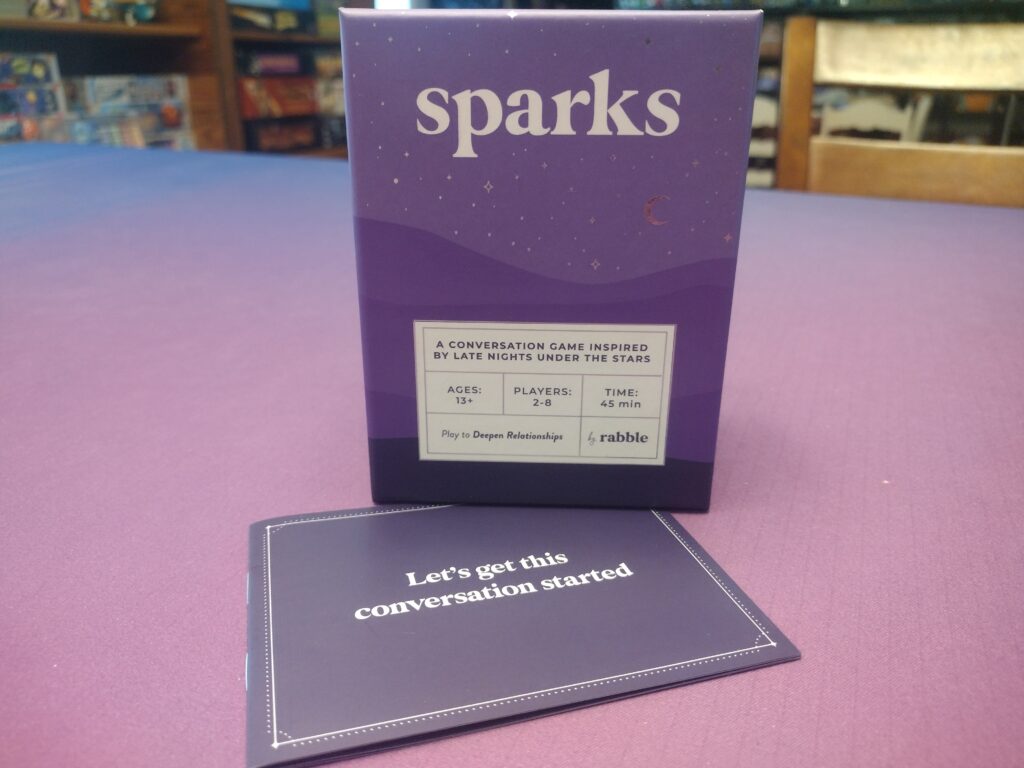 sparks
A CONVERSATION GAME INSPIRED
BY LATE NIGHTS UNDER THE STARS
AGES:
13+
PLAYERS:
2-8
TIME:
45 min
Play to Deepen Relationships
by rabble
Let's get this
conversation started